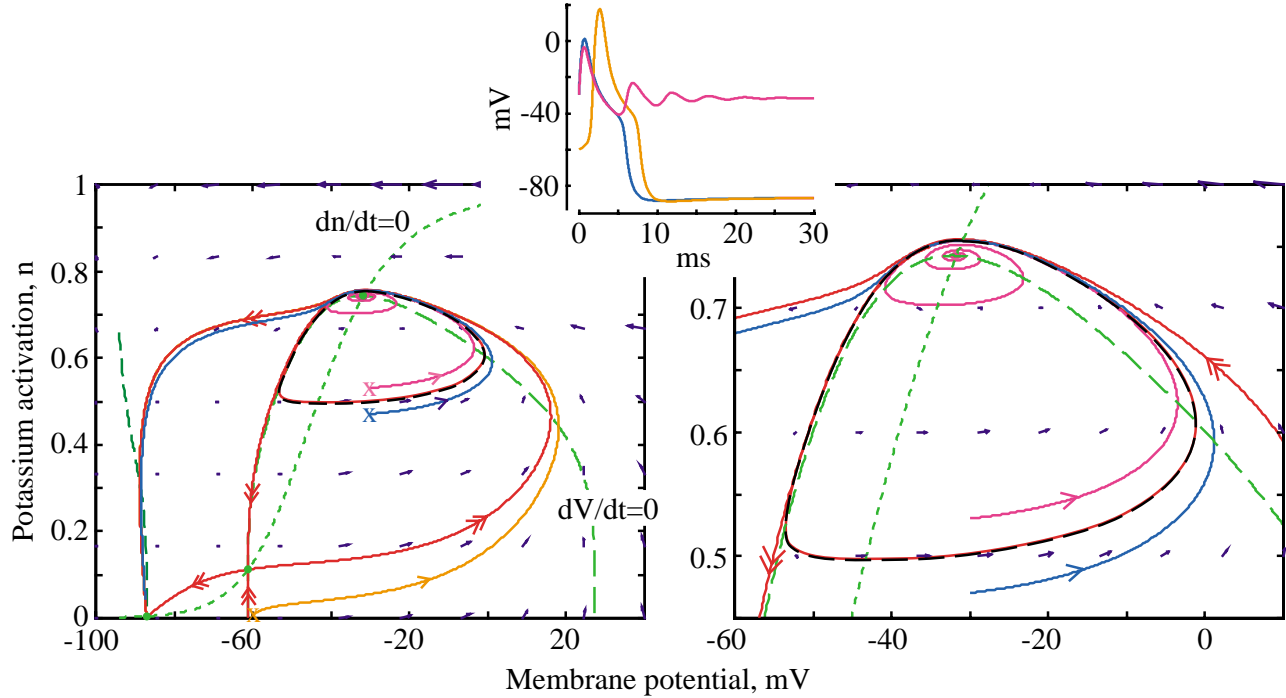 0
-40
-80
mV
0 10 20 30
ms
1
0.8
0.6
0.4
0.2
0
Potassium activation, n
dn/dt=0
dV/dt=0
x
x
x
-100 -60 -20 20
0.7
0.6
0.5
-60 -40 -20 0
Membrane potential, mV